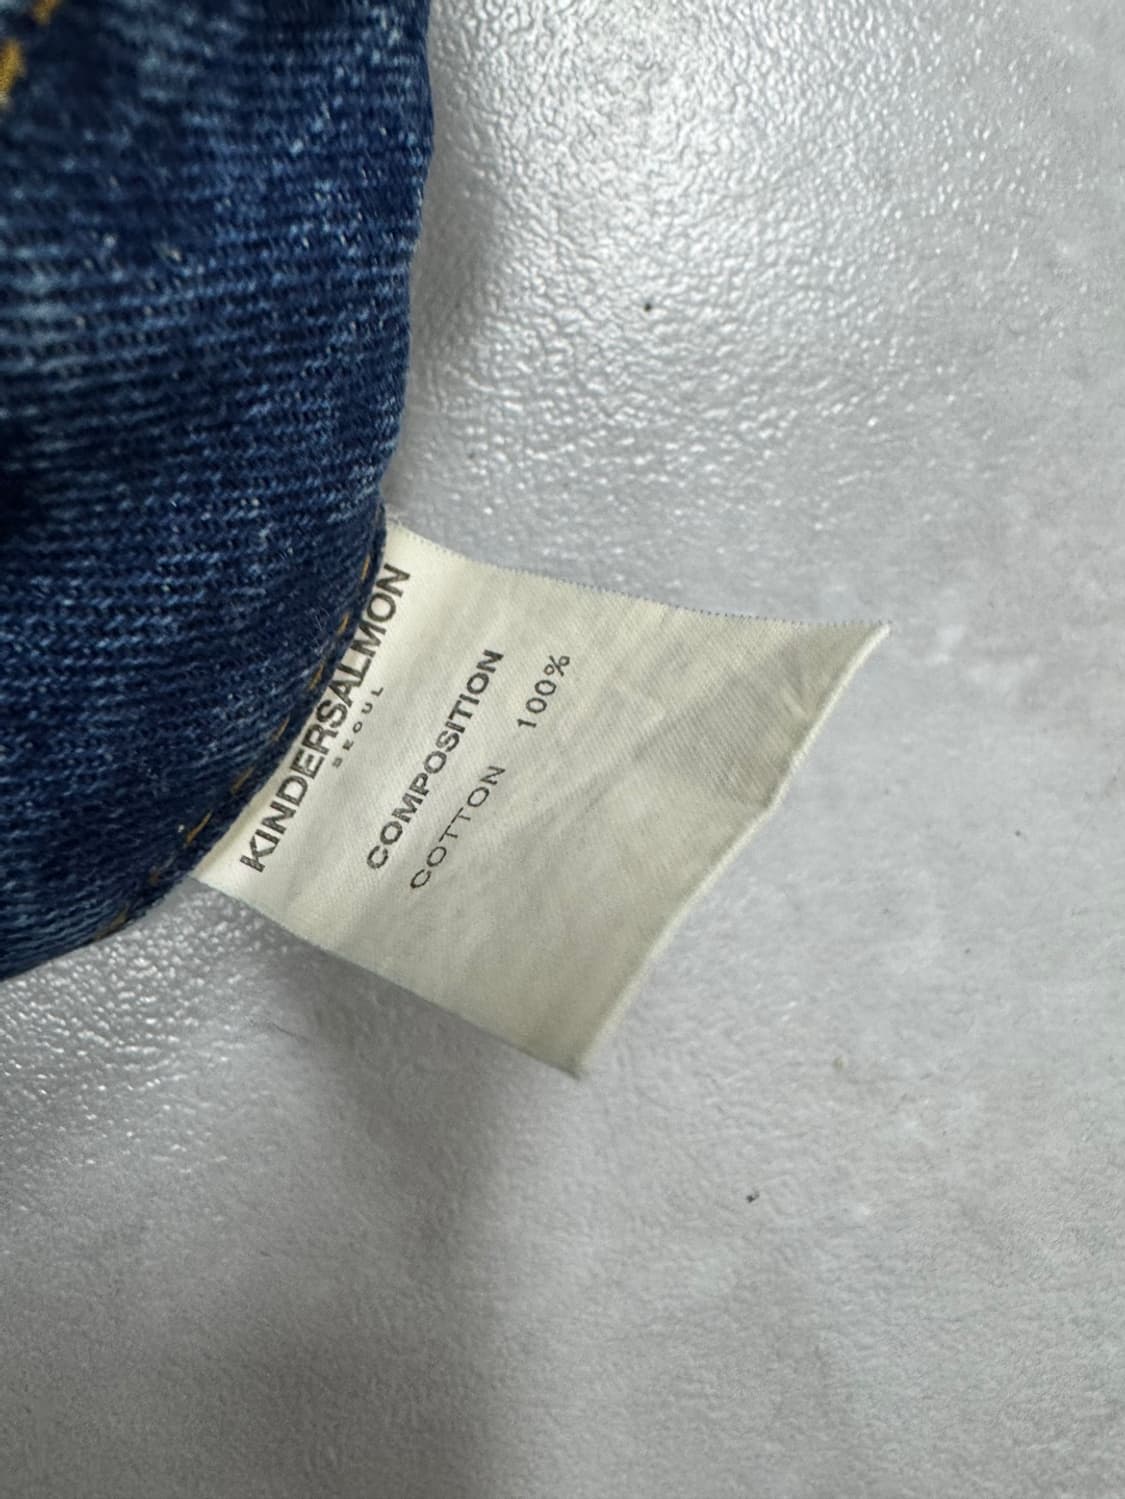 KINDERSALMON
SEOUL
COMPOSITION
COTTON 100%